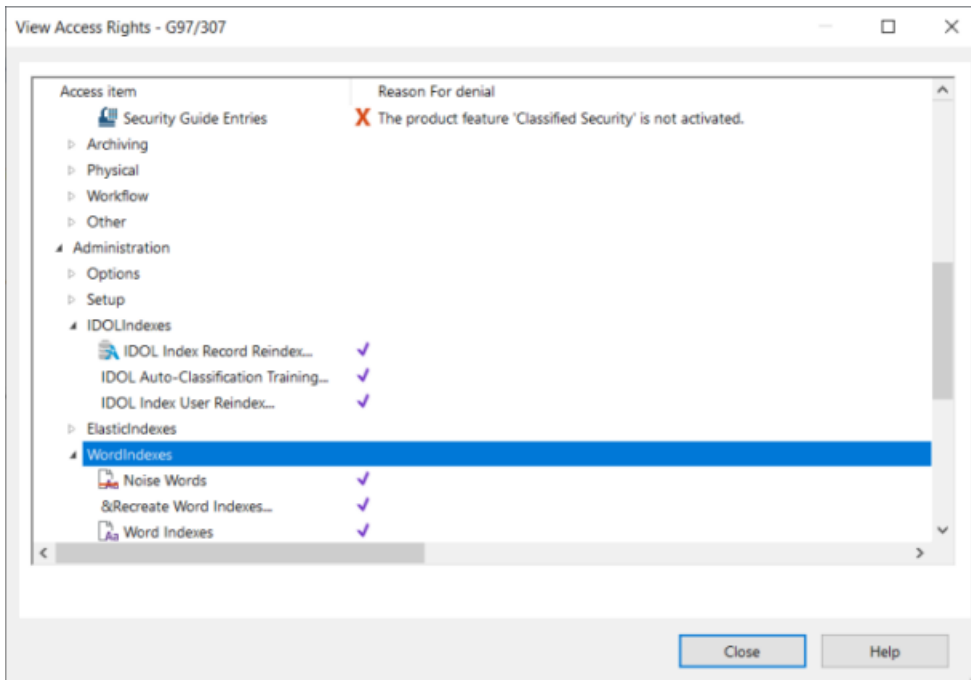 View Access Rights - G97/307
Access item Reason For denial
Security Guide Entries X The product feature 'Classified Security' is not activated.
Archiving
Physical
Workflow
Other
Administration
Options
Setup
IDOLIndexes
IDOL Index Record Reindex...
IDOL Auto-Classification Training...
IDOL Index User Reindex...
ElasticIndexes
WordIndexes
Noise Words
&Recreate Word Indexes...
Word Indexes
Close Help